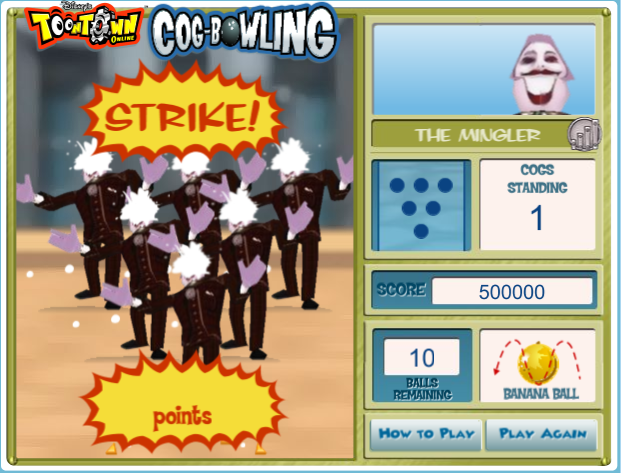 Disney's
TOONTOWN
ONLINE
COG-BOWLING
STRIKE!
points
THE MINGLER
COGS
STANDING
1
SCORE 500000
10
BALLS
REMAINING
BANANA BALL
HOW TO PLAY
PLAY AGAIN